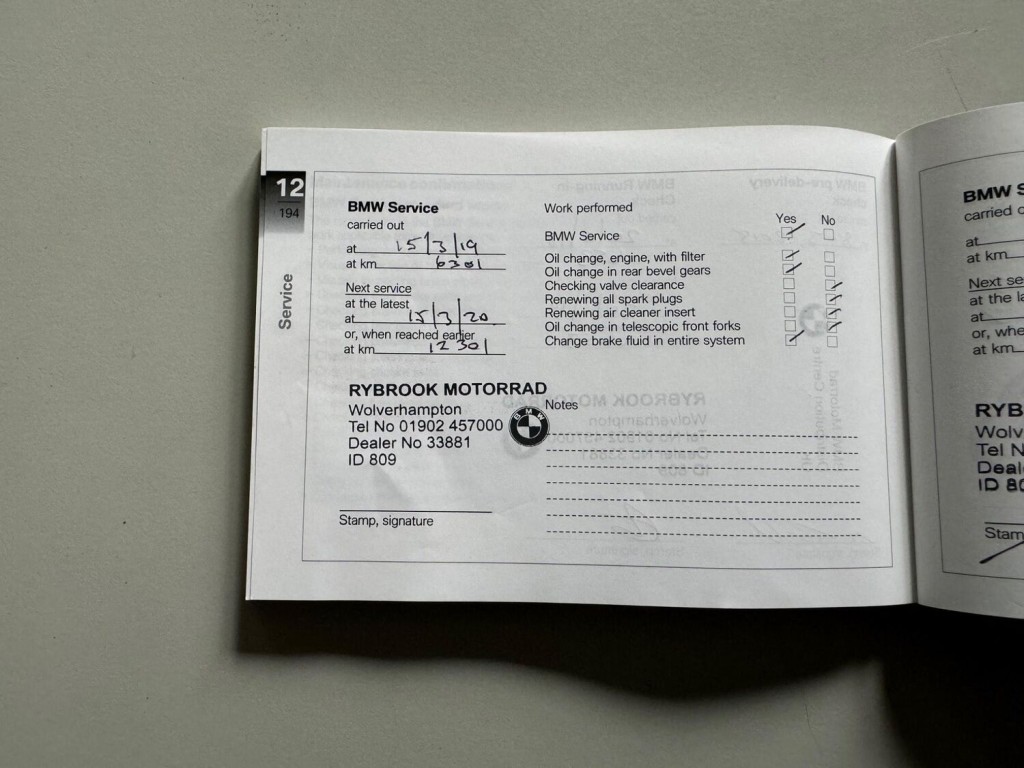 12
194
Service
BMW Service
carried out
at 15/3/19
at km 6301
Next service
at the latest
at 15/3/20
or, when reached earlier
at km 12301
RYBROOK MOTORRAD
Wolverhampton
Tel No 01902 457000
Dealer No 33881
ID 809
BMW
Stamp, signature
Work performed
Yes No
BMW Service
Oil change, engine, with filter
Oil change in rear bevel gears
Checking valve clearance
Renewing all spark plugs
Renewing air cleaner insert
Oil change in telescopic front forks
Change brake fluid in entire system
Notes
BMW S
carried o
at
at km
Next se
at the la
at
or, whe
at km
RYB
Wolv
Tel N
Deal
ID 80
Stam